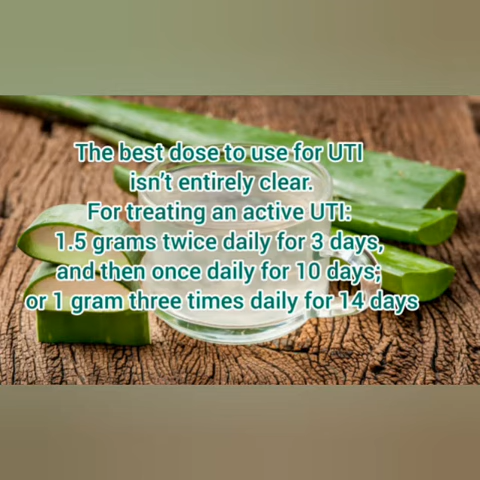 The best dose to use for UTI
isn't entirely clear.
For treating an active UTI:
1.5 grams twice daily for 3 days,
and then once daily for 10 days;
or 1 gram three times daily for 14 days